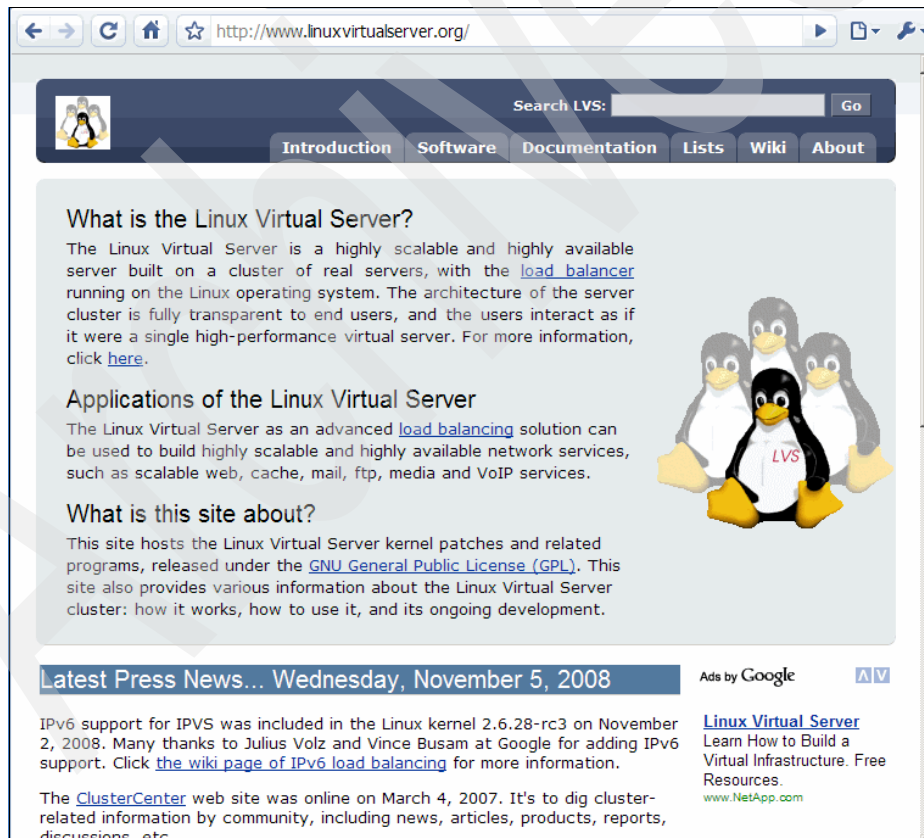 http://www.linuxvirtualserver.org/
Search LVS:
Go
Introduction Software Documentation Lists Wiki About
What is the Linux Virtual Server?
The Linux Virtual Server is a highly scalable and highly available
server built on a cluster of real servers, with the load balancer
running on the Linux operating system. The architecture of the server
cluster is fully transparent to end users, and the users interact as if
it were a single high-performance virtual server. For more information,
click here.
Applications of the Linux Virtual Server
The Linux Virtual Server as an advanced load balancing solution can
be used to build highly scalable and highly available network services,
such as scalable web, cache, mail, ftp, media and VoIP services.
LVS
What is this site about?
This site hosts the Linux Virtual Server kernel patches and related
programs, released under the GNU General Public License (GPL). This
site also provides various information about the Linux Virtual Server
cluster: how it works, how to use it, and its ongoing development.
Latest Press News... Wednesday, November 5, 2008
IPv6 support for IPVS was included in the Linux kernel 2.6.28-rc3 on November
2, 2008. Many thanks to Julius Volz and Vince Busam at Google for adding IPv6
support. Click the wiki page of IPv6 load balancing for more information.
The ClusterCenter web site was online on March 4, 2007. It's to dig cluster-
related information by community, including news, articles, products, reports,
discussions, etc.
Ads by Google
Linux Virtual Server
Learn How to Build a
Virtual Infrastructure. Free
Resources.
www.NetApp.com